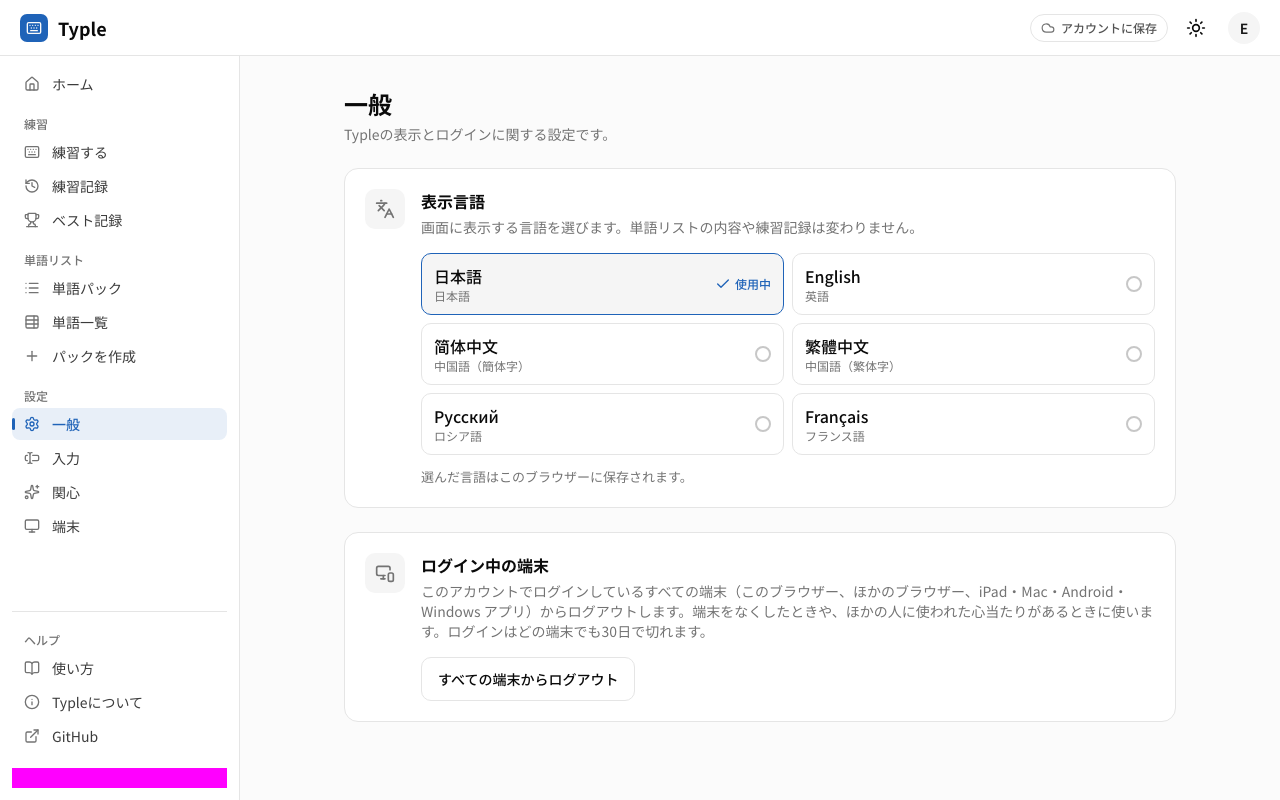 Typle
アカウントに保存
E
ホーム
練習
練習する
練習記録
ベスト記録
単語リスト
単語パック
単語一覧
パックを作成
設定
一般
入力
関心
端末
ヘルプ
使い方
Typleについて
GitHub
一般
Typleの表示とログインに関する設定です。
表示言語
画面に表示する言語を選びます。単語リストの内容や練習記録は変わりません。
日本語
日本語
使用中
English
英語
简体中文
中国語（簡体字）
繁體中文
中国語（繁体字）
Русский
ロシア語
Français
フランス語
選んだ言語はこのブラウザーに保存されます。
ログイン中の端末
このアカウントでログインしているすべての端末（このブラウザー、ほかのブラウザー、iPad・Mac・Android・
Windows アプリ）からログアウトします。端末をなくしたときや、ほかの人に使われた心当たりがあるときに使いま
す。ログインはどの端末でも30日で切れます。
すべての端末からログアウト